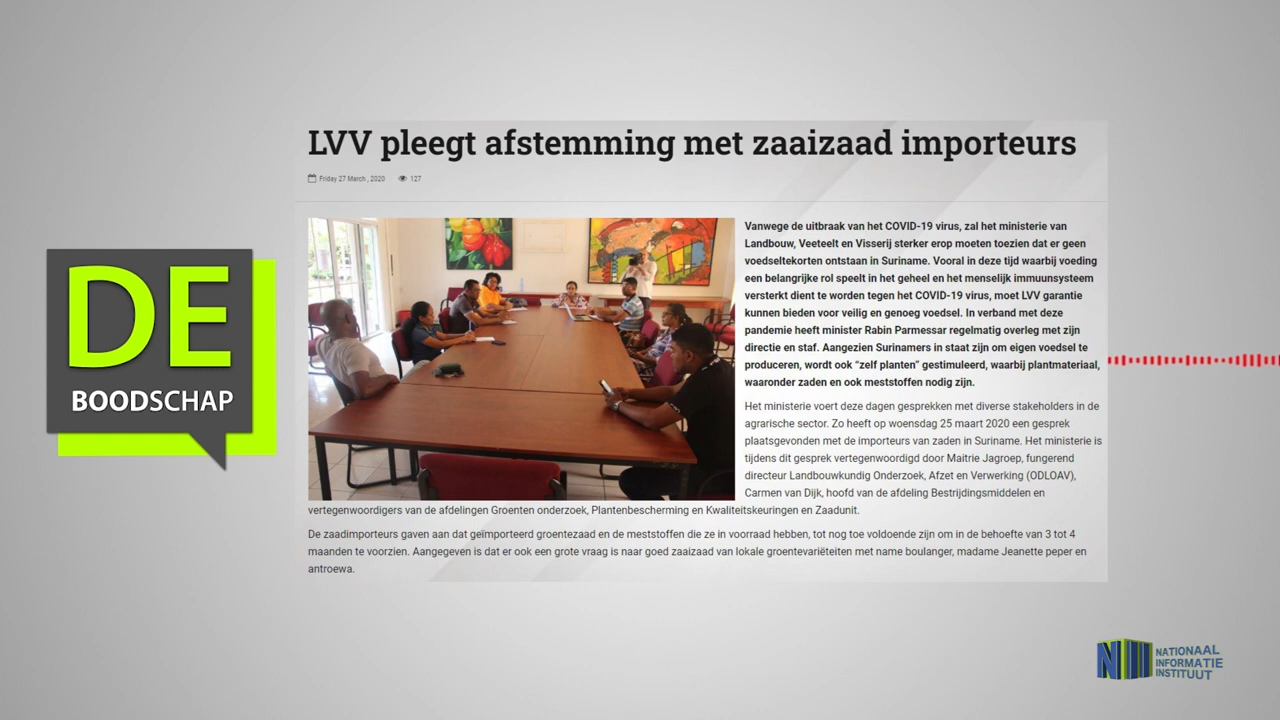 LVV pleegt afstemming met zaaizaad importeurs
Friday 27 March , 2020 127
DE
BOODSCHAP
Vanwege de uitbraak van het COVID-19 virus, zal het ministerie van
Landbouw, Veeteelt en Visserij sterker erop moeten toezien dat er geen
voedseltekorten ontstaan in Suriname. Vooral in deze tijd waarbij voeding
een belangrijke rol speelt in het geheel en het menselijk immuunsysteem
versterkt dient te worden tegen het COVID-19 virus, moet LVV garantie
kunnen bieden voor veilig en genoeg voedsel. In verband met deze
pandemie heeft minister Rabin Parmessar regelmatig overleg met zijn
directie en staf. Aangezien Surinamers in staat zijn om eigen voedsel te
produceren, wordt ook "zelf planten" gestimuleerd, waarbij plantmateriaal,
waaronder zaden en ook meststoffen nodig zijn.
Het ministerie voert deze dagen gesprekken met diverse stakeholders in de
agrarische sector. Zo heeft op woensdag 25 maart 2020 een gesprek
plaatsgevonden met de importeurs van zaden in Suriname. Het ministerie is
tijdens dit gesprek vertegenwoordigd door Maitrie Jagroep, fungerend
directeur Landbouwkundig Onderzoek, Afzet en Verwerking (ODLOAV),
Carmen van Dijk, hoofd van de afdeling Bestrijdingsmiddelen en
vertegenwoordigers van de afdelingen Groenten onderzoek, Plantenbescherming en Kwaliteitskeuringen en Zaadunit.
De zaadimporteurs gaven aan dat geïmporteerd groentezaad en de meststoffen die ze in voorraad hebben, tot nog toe voldoende zijn om in de behoefte van 3 tot 4
maanden te voorzien. Aangegeven is dat er ook een grote vraag is naar goed zaaizaad van lokale groentevariëteiten met name boulanger, madame Jeanette peper en
antroewa.
NII NATIONAAL
INFORMATIE
INSTITUUT